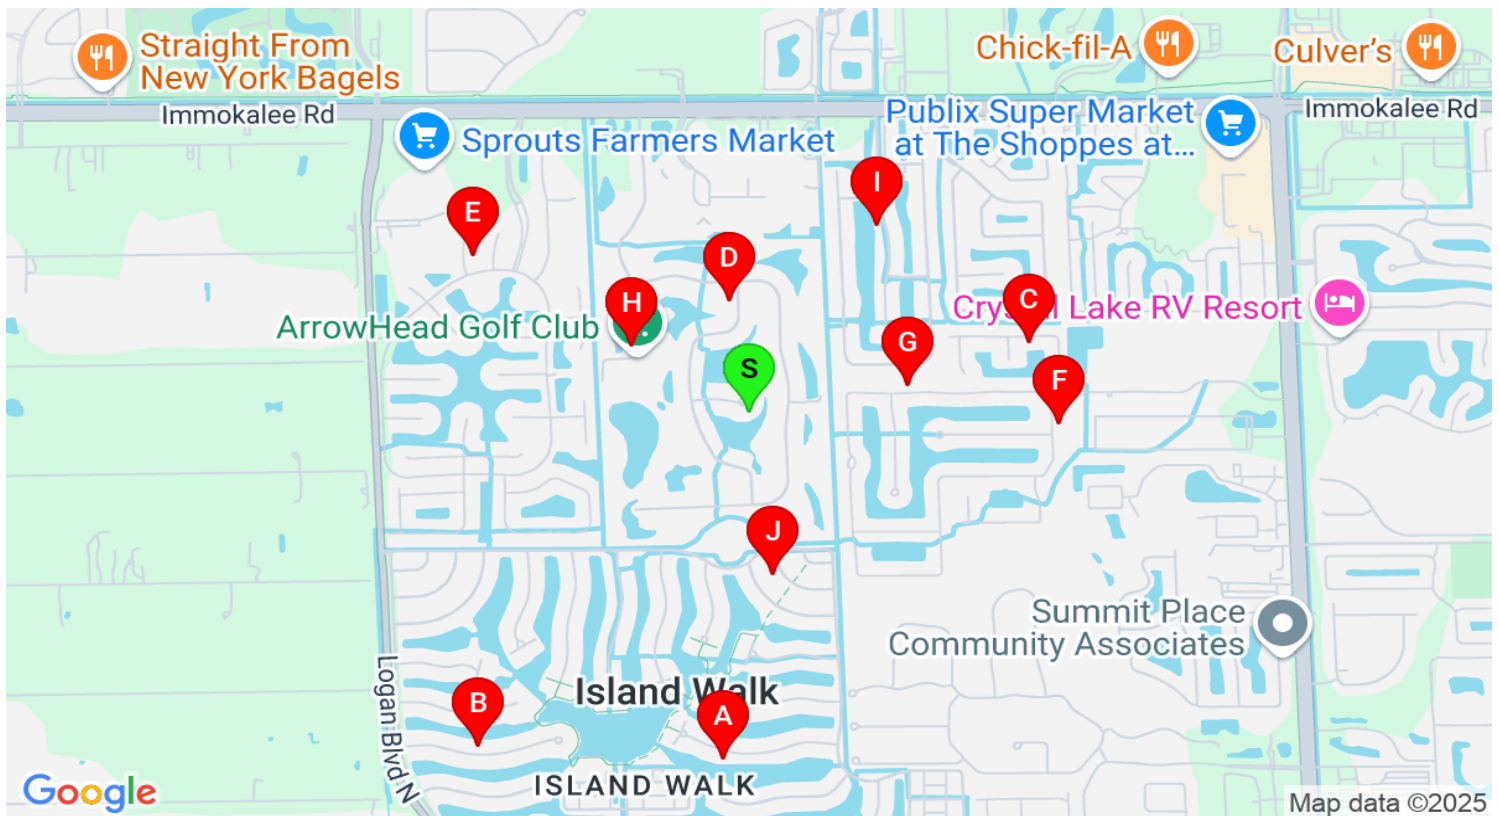 Straight From
New York Bagels
Chick-fil-A
Culver's
Immokalee Rd
Immokalee Rd
Publix Super Market
at The Shoppes at...
Sprouts Farmers Market
I
E
D
H
C
ArrowHead Golf Club
Crystal Lake RV Resort
G
S
F
J
Summit Place
Community Associates
Logan Blvd N
Island Walk
B
A
ISLAND WALK
Google
Map data ©2025